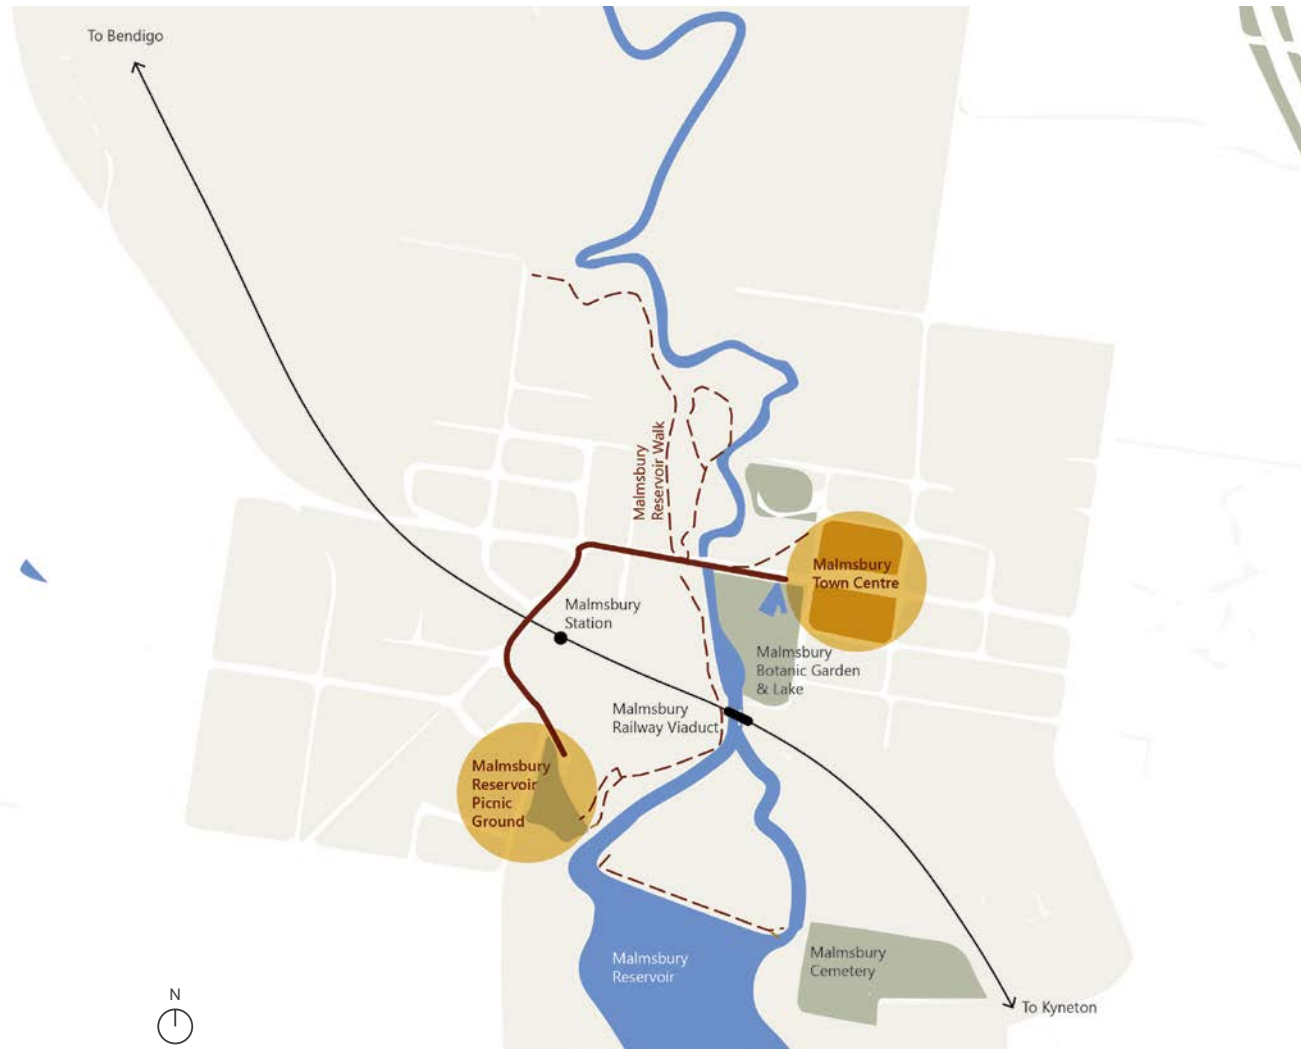 To Bendigo
Malmsbury
Reservoir Walk
Malmsbury
Town Centre
Malmsbury
Station
Malmsbury
Botanic Garden
& Lake
Malmsbury
Railway Viaduct
Malmsbury
Reservoir
Picnic
Ground
Malmsbury
Reservoir
Malmsbury
Cemetery
N
To Kyneton